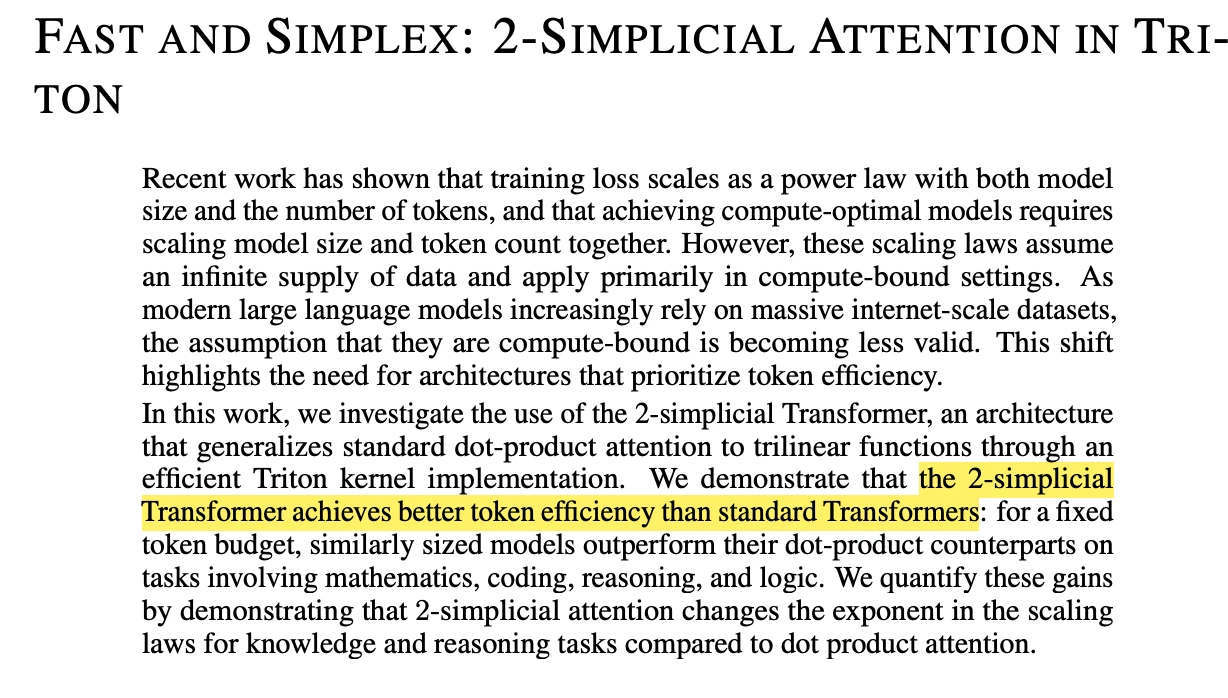 FAST AND SIMPLEX: 2-SIMPLICIAL ATTENTION IN TRI-
TON
Recent work has shown that training loss scales as a power law with both model
size and the number of tokens, and that achieving compute-optimal models requires
scaling model size and token count together. However, these scaling laws assume
an infinite supply of data and apply primarily in compute-bound settings. As
modern large language models increasingly rely on massive internet-scale datasets,
the assumption that they are compute-bound is becoming less valid. This shift
highlights the need for architectures that prioritize token efficiency.
In this work, we investigate the use of the 2-simplicial Transformer, an architecture
that generalizes standard dot-product attention to trilinear functions through an
efficient Triton kernel implementation. We demonstrate that the 2-simplicial
Transformer achieves better token efficiency than standard Transformers: for a fixed
token budget, similarly sized models outperform their dot-product counterparts on
tasks involving mathematics, coding, reasoning, and logic. We quantify these gains
by demonstrating that 2-simplicial attention changes the exponent in the scaling
laws for knowledge and reasoning tasks compared to dot product attention.